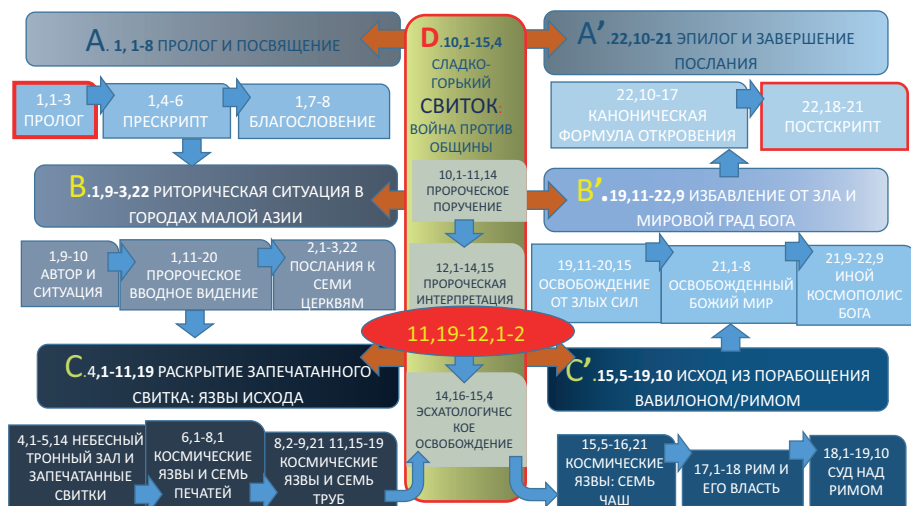 A. 1, 1-8 ПРОЛОГ И ПОСВЯЩЕНИЕ
1,1-3
ПРОЛОГ
1,4-6
ПРЕСКРИПТ
1,7-8
БЛАГОСЛОВЕНИЕ
B.1,9-3,22 РИТОРИЧЕСКАЯ СИТУАЦИЯ В
ГОРОДАХ МАЛОЙ АЗИИ
1,9-10
АВТОР И
СИТУАЦИЯ
1,11-20
ПРОРОЧЕСКОЕ
ВВОДНОЕ ВИДЕНИЕ
2,1-3,22
ПОСЛАНИЯ К
СЕМИ
ЦЕРКВЯМ
C.4,1-11,19 РАСКРЫТИЕ ЗАПЕЧАТАННОГО
СВИТКА: ЯЗВЫ ИСХОДА
4,1-5,14 НЕБЕСНЫЙ
ТРОННЫЙ ЗАЛ И
ЗАПЕЧАТАННЫЕ
СВИТКИ
6,1-8,1
КОСМИЧЕСКИЕ
ЯЗВЫ И СЕМЬ
ПЕЧАТЕЙ
8,2-9,21 11,15-19
КОСМИЧЕСКИЕ
ЯЗВЫ И СЕМЬ
ТРУБ
D.10,1-15,4
СЛАДКО-
ГОРЬКИЙ
СВИТОК:
ВОЙНА ПРОТИВ
ОБЩИНЫ
10,1-11,14
ПРОРОЧЕСКОЕ
ПОРУЧЕНИЕ
12,1-14,15
ПРОРОЧЕСКАЯ
ИНТЕРПРЕТАЦИЯ
11,19-12,1-2
14,16-15,4
ЭСХАТОЛОГИЧЕС
КОЕ
ОСВОБОЖДЕНИЕ
A'.22,10-21 ЭПИЛОГ И ЗАВЕРШЕНИЕ
ПОСЛАНИЯ
22,10-17
КАНОНИЧЕСКАЯ
ФОРМУЛА ОТКРОВЕНИЯ
22,18-21
ПОСТСКРИПТ
B'.19,11-22,9 ИЗБАВЛЕНИЕ ОТ ЗЛА И
МИРОВОЙ ГРАД БОГА
19,11-20,15
ОСВОБОЖДЕНИЕ
ОТ ЗЛЫХ СИЛ
21,1-8
ОСВОБОЖДЕННЫЙ
БОЖИЙ МИР
21,9-22,9
ИНОЙ
КОСМОПОЛИС
БОГА
C'.15,5-19,10 ИСХОД ИЗ ПОРАБОЩЕНИЯ
ВАВИЛОНОМ/РИМОМ
15,5-16,21
КОСМИЧЕСКИЕ
ЯЗВЫ: СЕМЬ
ЧАШ
17,1-18 РИМ И
ЕГО ВЛАСТЬ
18,1-19,10
СУД НАД
РИМОМ